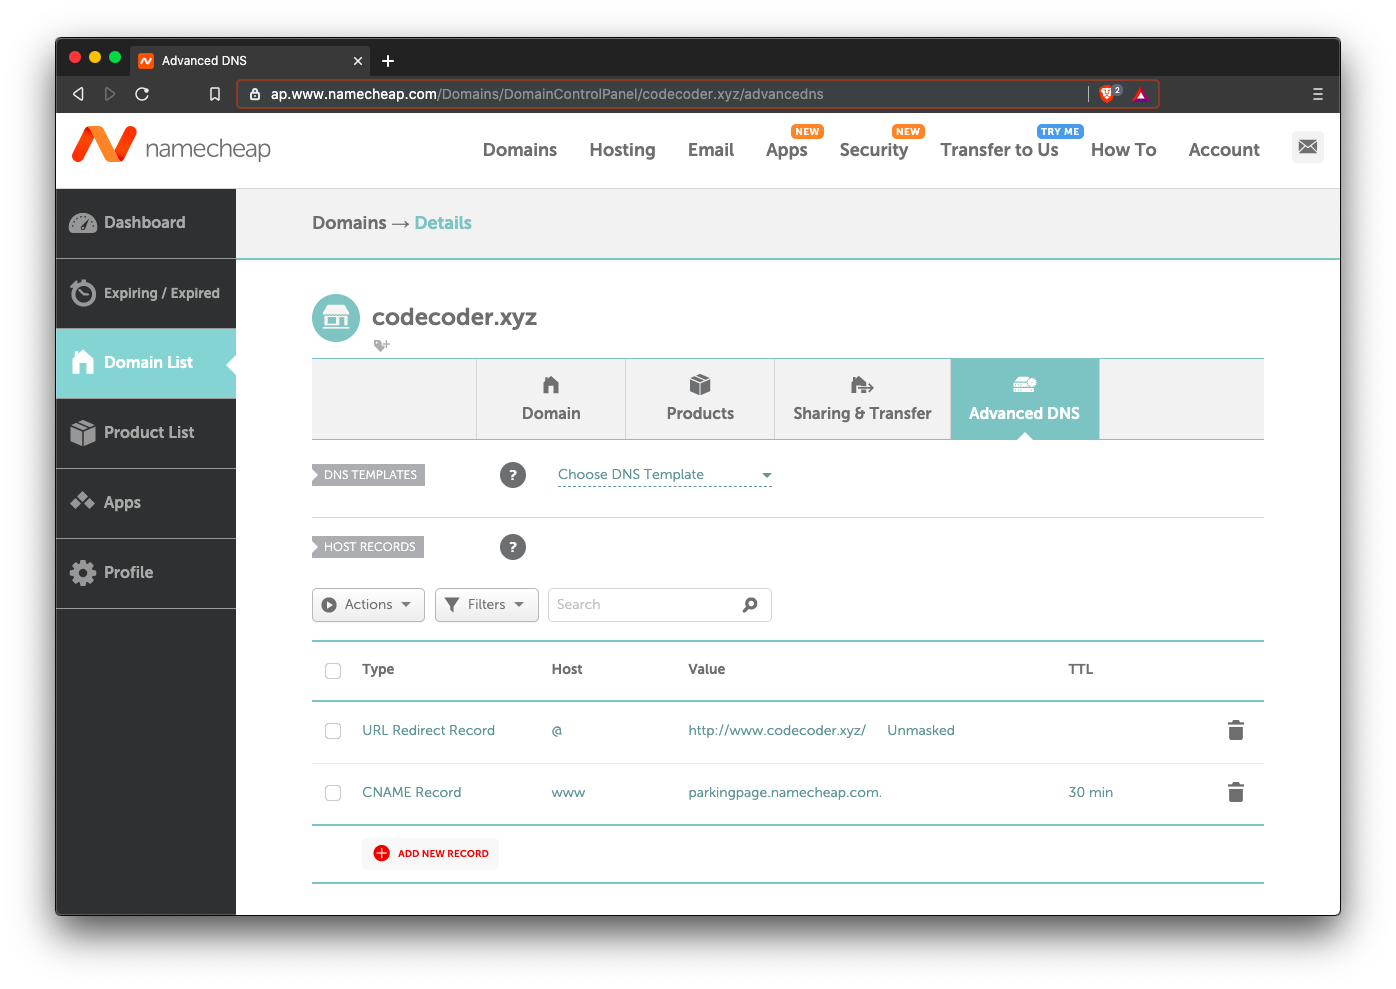 Advanced DNS
ap.www.namecheap.com/Domains/DomainControlPanel/codecoder.xyz/advancedns
2
namecheap
Domains
Hosting
Email
NEW
Apps
NEW
Security
TRY ME
Transfer to Us
How To
Account
Dashboard
Expiring / Expired
Domain List
Product List
Apps
Profile
Domains → Details
codecoder.xyz
Domain
Products
Sharing & Transfer
Advanced DNS
DNS TEMPLATES
?
Choose DNS Template
HOST RECORDS
?
Actions
Filters
Search
Type Host Value TTL
URL Redirect Record @ http://www.codecoder.xyz/ Unmasked
CNAME Record www parkingpage.namecheap.com. 30 min
ADD NEW RECORD